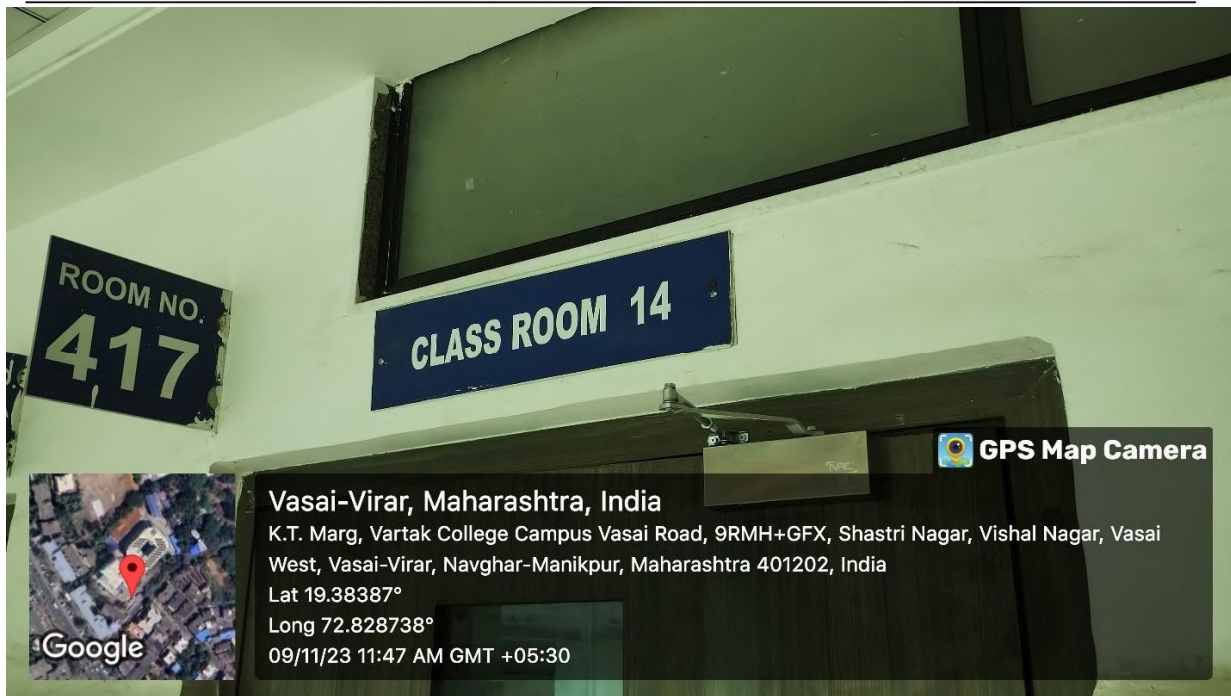 ROOM NO.
417
CLASS ROOM 14
GPS Map Camera
Vasai-Virar, Maharashtra, India
K.T. Marg, Vartak College Campus Vasai Road, 9RMH+GFX, Shastri Nagar, Vishal Nagar, Vasai
West, Vasai-Virar, Navghar-Manikpur, Maharashtra 401202, India
Lat 19.38387°
Long 72.828738°
09/11/23 11:47 AM GMT +05:30
Google